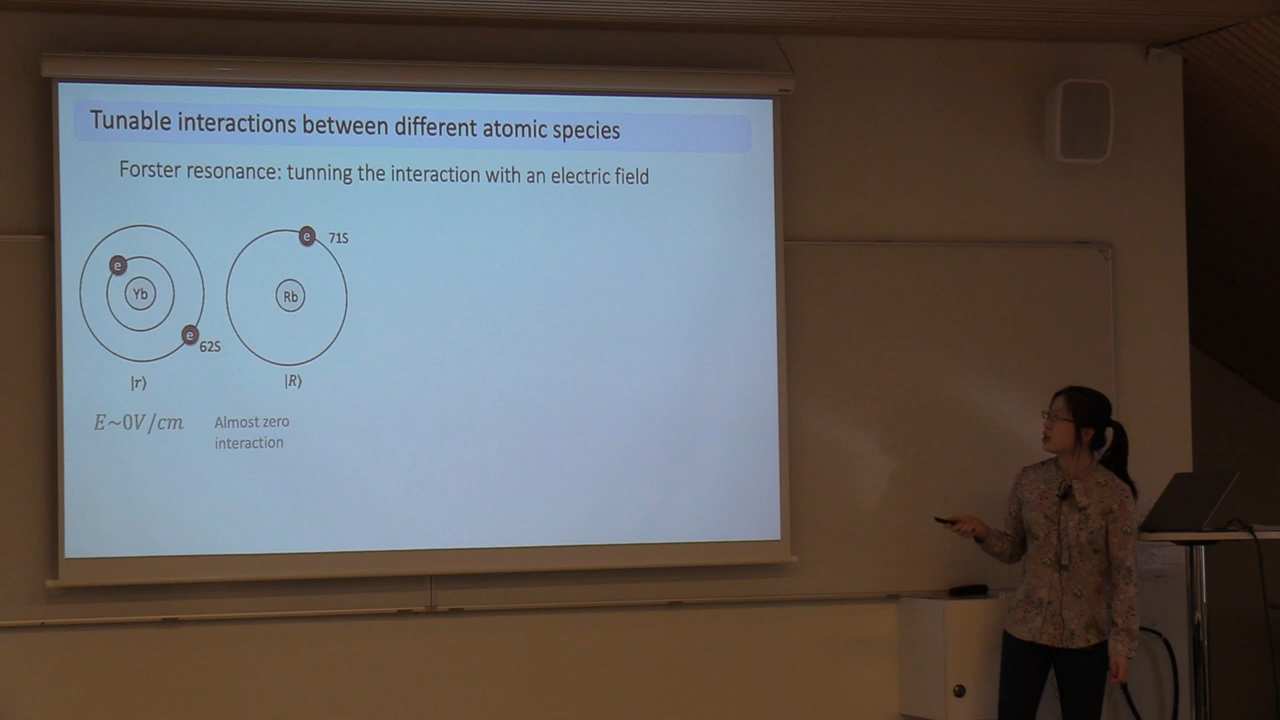 Tunable interactions between different atomic species
Forster resonance: tunning the interaction with an electric field
e
71S
e
Yb
Rb
e
62S
|r⟩
|R⟩
E~0V/cm
Almost zero
interaction